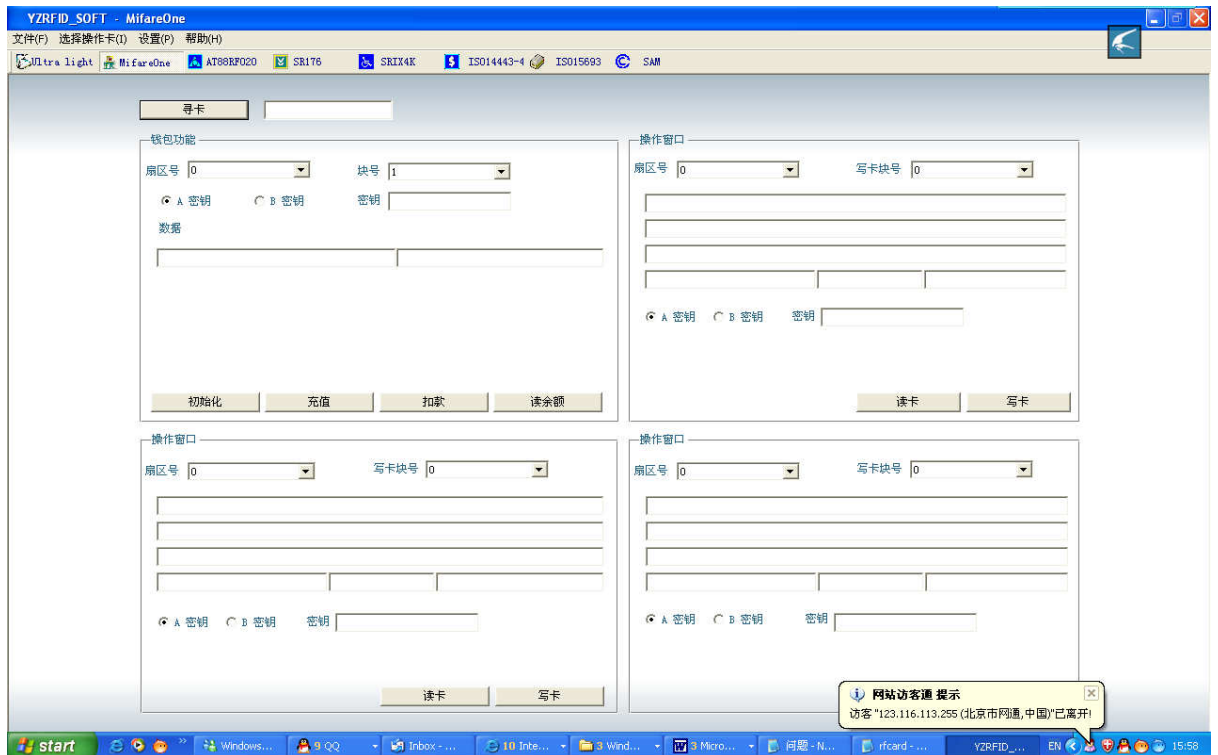 YZRFID_SOFT - MifareOne
文件(F) 选择操作卡(I) 设置(P) 帮助(H)
Ultra light MifareOne AT88RF020 SR176 SRIX4K ISO14443-4 ISO15693 SAM
寻卡
钱包功能
扇区号 0 块号 1
A 密钥 B 密钥 密钥
数据
初始化 充值 扣款 读余额
操作窗口
扇区号 0 写卡块号 0
A 密钥 B 密钥 密钥
读卡 写卡
操作窗口
扇区号 0 写卡块号 0
A 密钥 B 密钥 密钥
读卡 写卡
操作窗口
扇区号 0 写卡块号 0
A 密钥 B 密钥 密钥
网站访客通 提示
访客 "123.116.113.255 (北京市网通,中国)"已离开!
start Windows... 9 QQ Inbox - ... 10 Inte... 3 Wind... 3 Micro... 问题 - N... rfcard - ... YZRFID_... EN 15:58